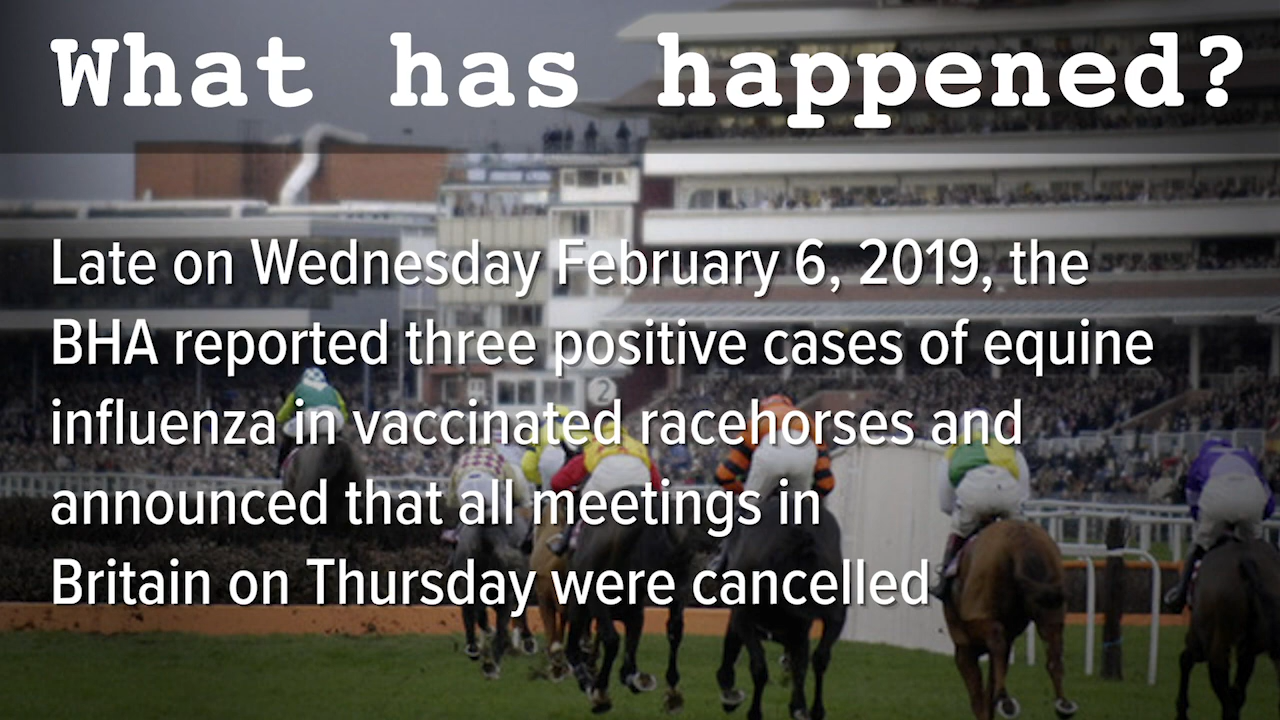 What has happened?
Late on Wednesday February 6, 2019, the
BHA reported three positive cases of equine
influenza in vaccinated racehorses and
announced that all meetings in
Britain on Thursday were cancelled
2